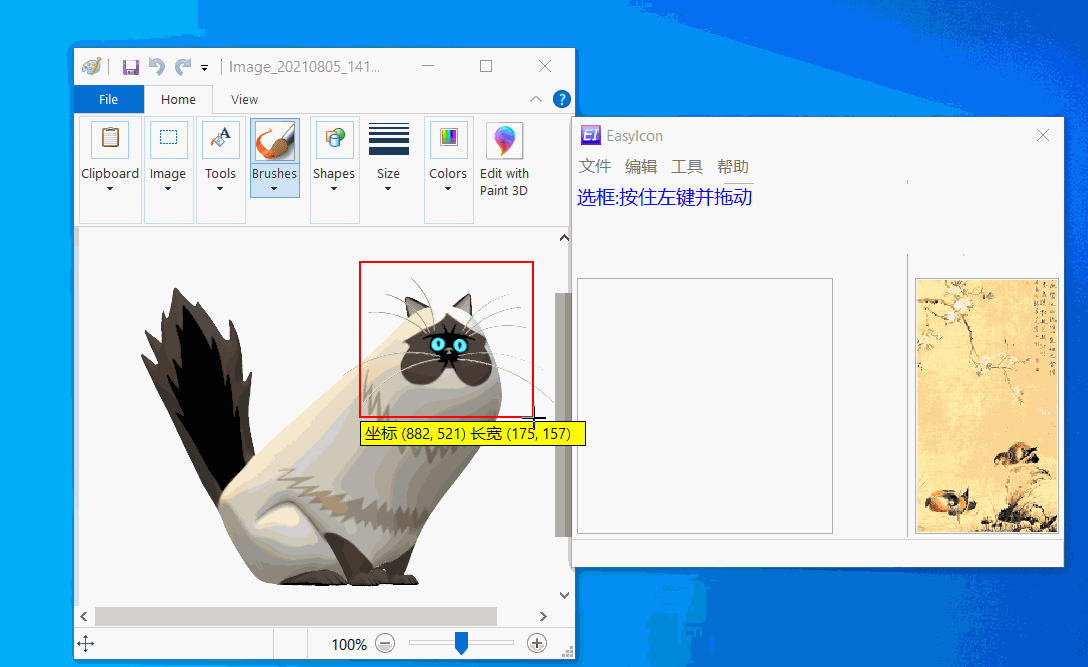 Image_20210805_141...
File Home View
Clipboard Image Tools Brushes Shapes Size Colors Edit with
Paint 3D
100%
EI EasyIcon
文件 编辑 工具 帮助
选框:按住左键并拖动
坐标 (882, 521) 长宽 (175, 157)